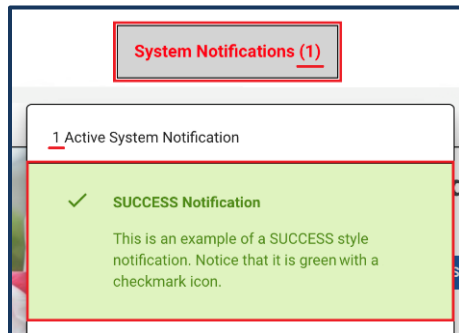 System Notifications (1)
1 Active System Notification
SUCCESS Notification
This is an example of a SUCCESS style
notification. Notice that it is green with a
checkmark icon.